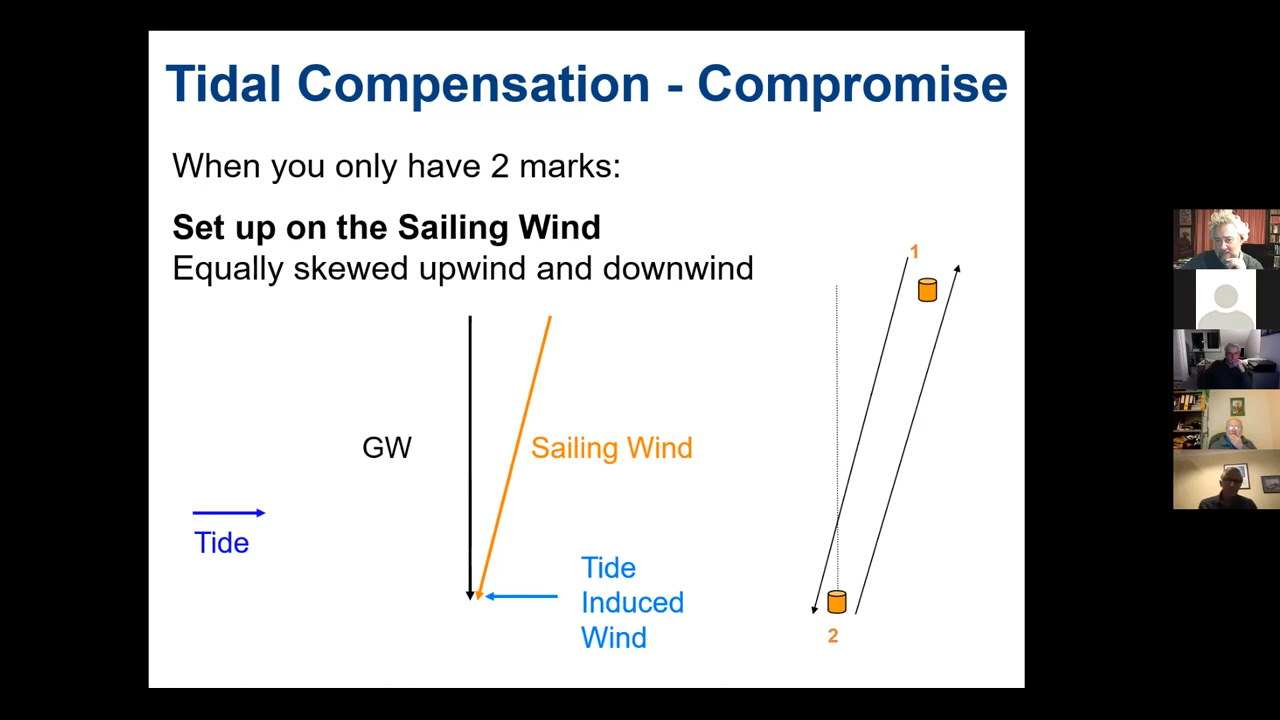 Tidal Compensation - Compromise
When you only have 2 marks:
Set up on the Sailing Wind
Equally skewed upwind and downwind
1
GW
Sailing Wind
Tide
Tide
Induced
Wind
2